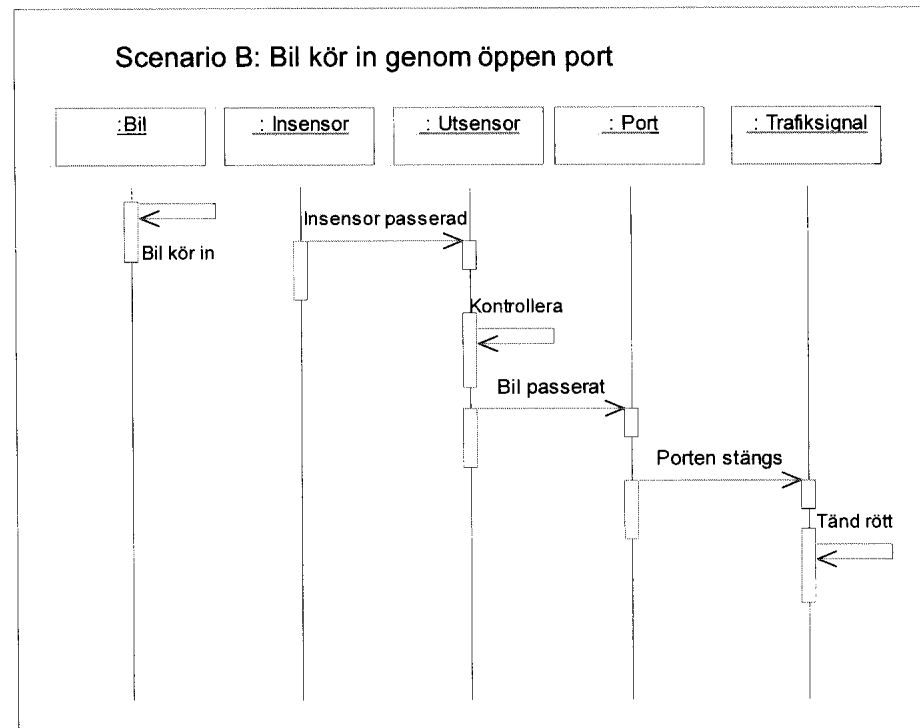 Scenario B: Bil kör in genom öppen port
:Bil
: Insensor
: Utsensor
: Port
: Trafiksignal
Insensor passerad
Bil kör in
Kontrollera
Bil passerat
Porten stängs
Tänd rött